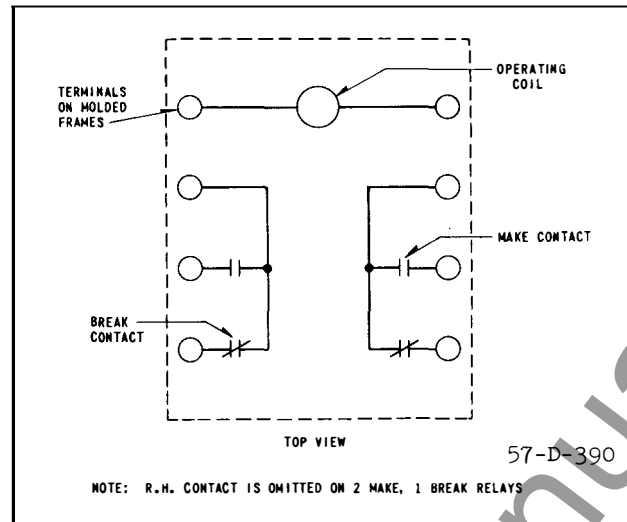 OPERATING
COIL
TERMINALS
ON MOLDED
FRAMES
MAKE CONTACT
BREAK
CONTACT
TOP VIEW
57-D-390
NOTE: R.H. CONTACT IS OMITTED ON 2 MAKE, 1 BREAK RELAYS